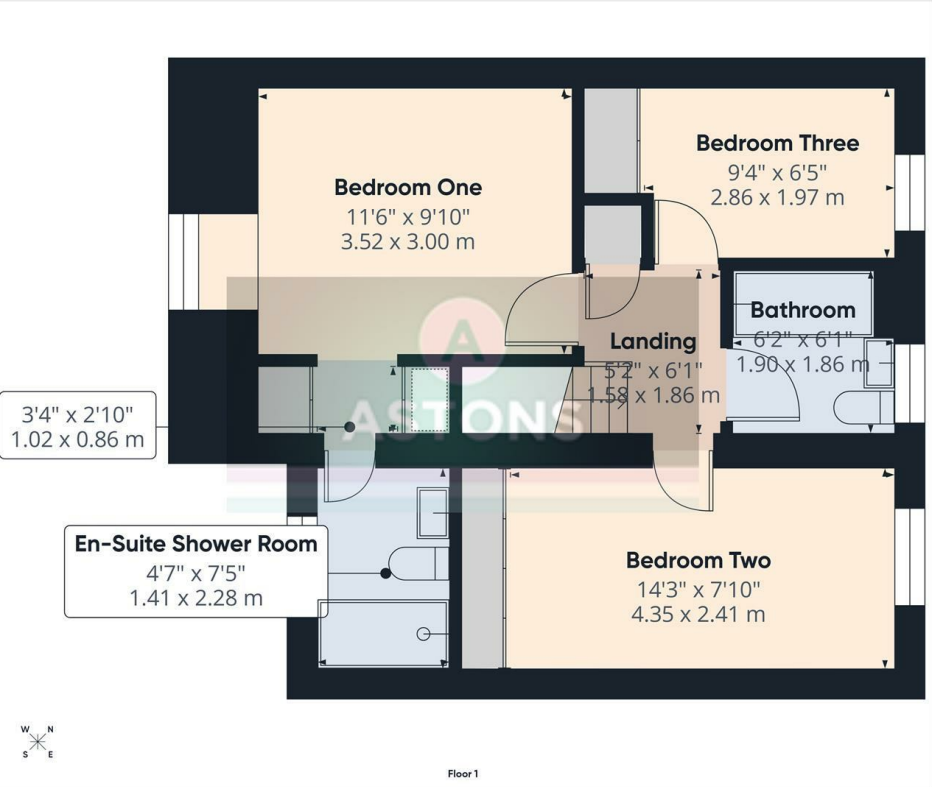 Bedroom One
11'6" x 9'10"
3.52 x 3.00 m
Bedroom Three
9'4" x 6'5"
2.86 x 1.97 m
A
ASTONS
Landing
5'2" x 6'1"
1.58 x 1.86 m
Bathroom
6'2" x 6'1"
1.90 x 1.86 m
3'4" x 2'10"
1.02 x 0.86 m
En-Suite Shower Room
4'7" x 7'5"
1.41 x 2.28 m
Bedroom Two
14'3" x 7'10"
4.35 x 2.41 m
W N
S E
Floor 1